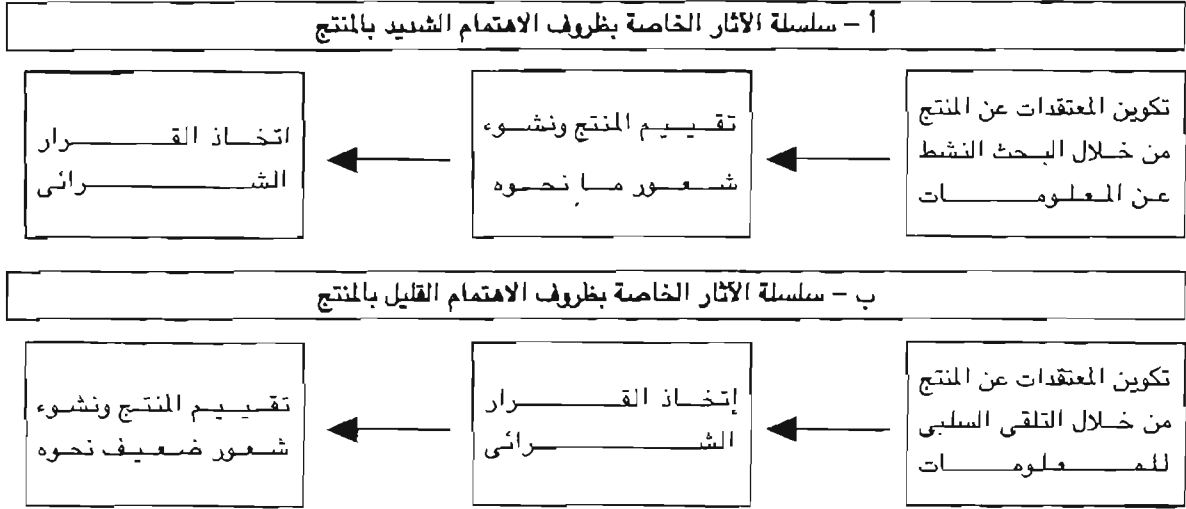 أ – سلسلة الآثار الخاصة بظروف الاهتمام الشديد بالمنتج
تكوين المعتقدات عن المنتج
من خلال البحث النشط
عن المعلومات
تقييم المنتج ونشوء
شعور ما نحوه
اتخاذ القرار
الشرائى
ب – سلسلة الآثار الخاصة بظروف الاهتمام القليل بالمنتج
تكوين المعتقدات عن المنتج
من خلال التلقى السلبى
للمعلومات
إتخاذ القرار
الشرائى
تقييم المنتج ونشوء
شعور ضعيف نحوه